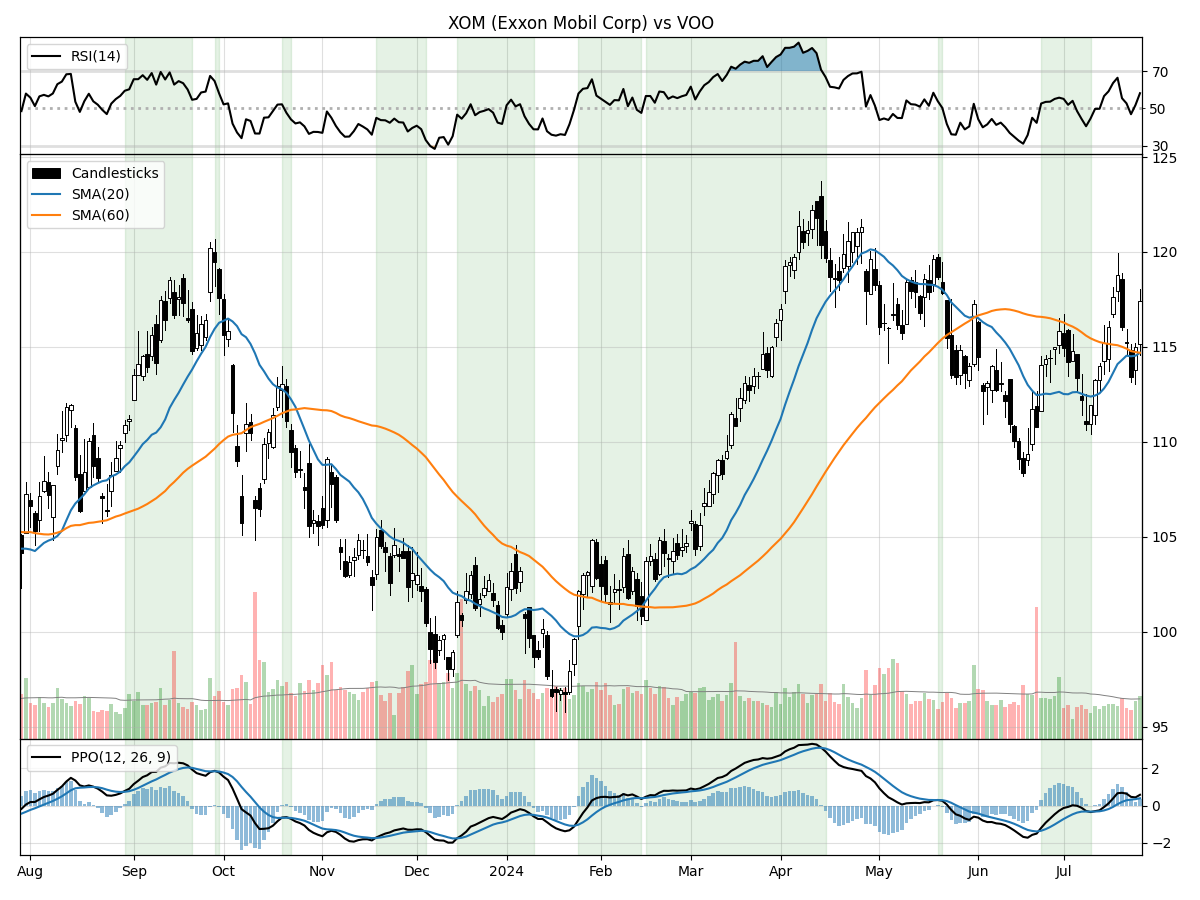 XOM (Exxon Mobil Corp) vs VOO
RSI(14)
70
50
30
Candlesticks
SMA(20)
SMA(60)
125
120
115
110
105
100
95
PPO(12, 26, 9)
2
0
−2
Aug Sep Oct Nov Dec 2024 Feb Mar Apr May Jun Jul